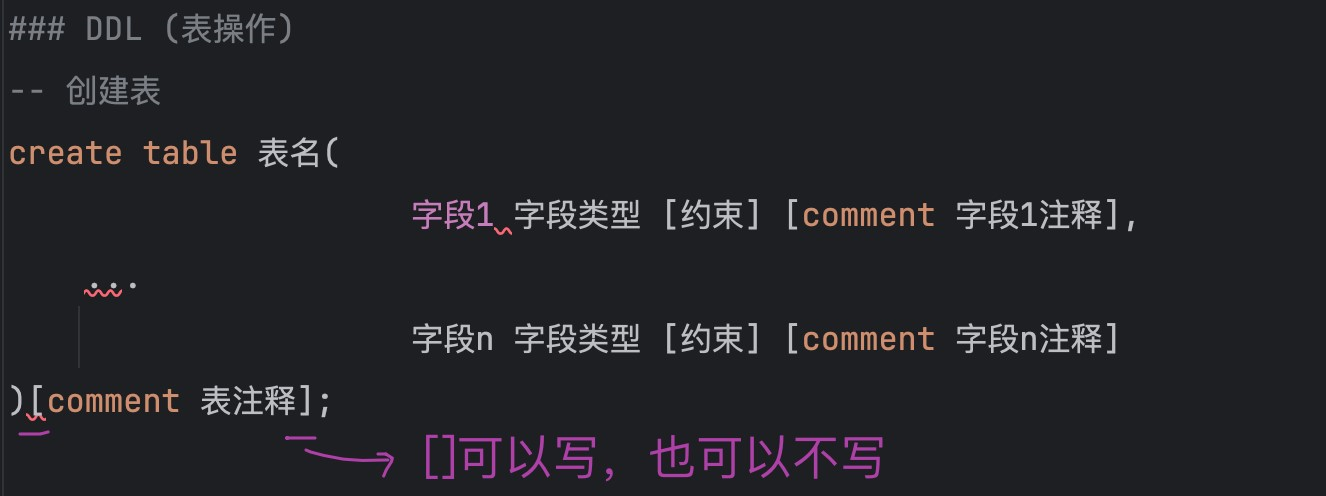 ### DDL (表操作)
-- 创建表
create table 表名(
字段1 字段类型 [约束] [comment 字段1注释],
...
字段n 字段类型 [约束] [comment 字段n注释]
)[comment 表注释];
[]可以写，也可以不写